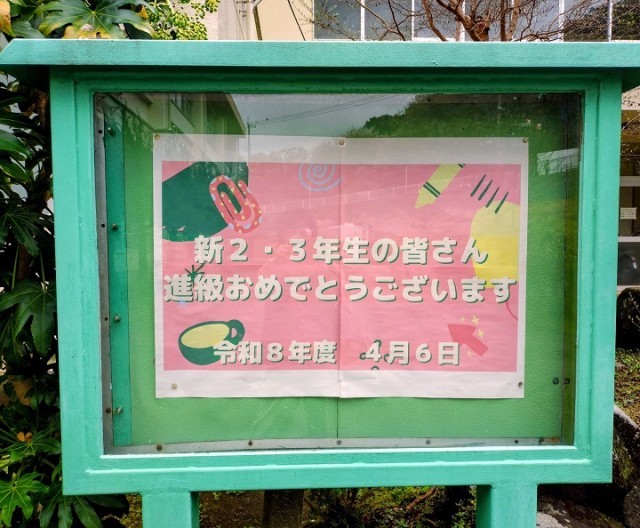 新２・３年生の皆さん
進級おめでとうございます
令和８年度　４月６日